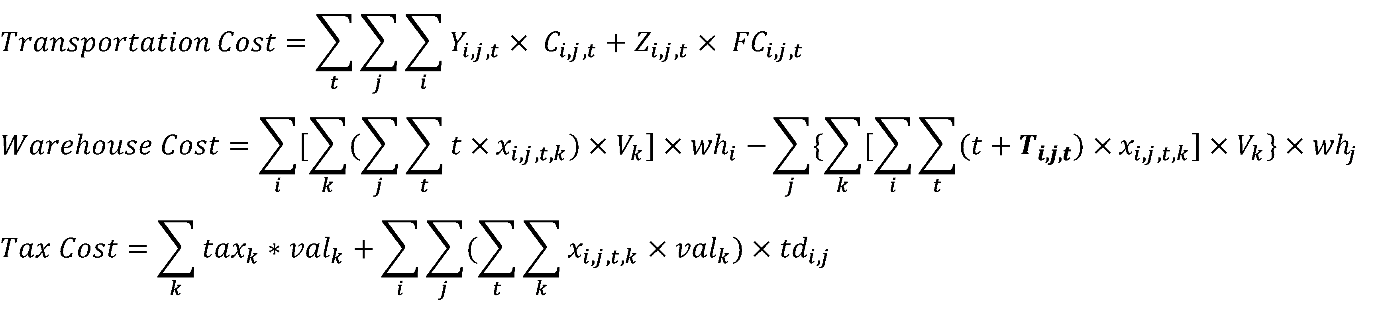 Transportation Cost = ∑_t ∑_j ∑_i Y_{i,j,t} × C_{i,j,t} + Z_{i,j,t} × FC_{i,j,t}
Warehouse Cost = ∑_i [∑_k (∑_j ∑_t t × x_{i,j,t,k}) × V_k] × wh_i − ∑_j {∑_k [∑_i ∑_t (t + T_{i,j,t}) × x_{i,j,t,k}] × V_k} × wh_j
Tax Cost = ∑_k tax_k * val_k + ∑_i ∑_j (∑_t ∑_k x_{i,j,t,k} × val_k) × td_{i,j}